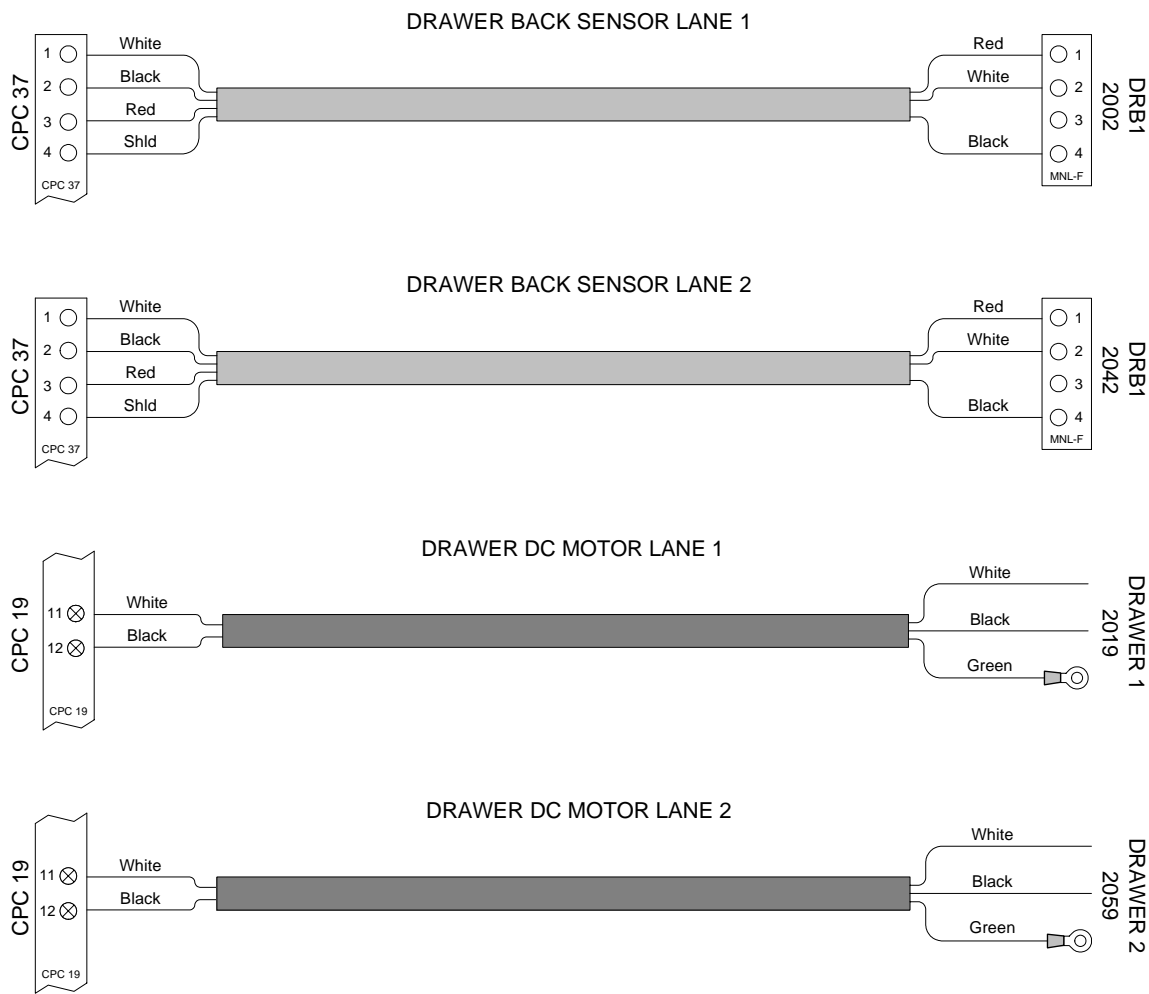 DRAWER BACK SENSOR LANE 1
CPC 37
1
White
2
Black
3
Red
4
Shld
CPC 37
Red
1
White
2
3
Black
4
MNL-F
DRB1
2002
DRAWER BACK SENSOR LANE 2
CPC 37
1
White
2
Black
3
Red
4
Shld
CPC 37
Red
1
White
2
3
Black
4
MNL-F
DRB1
2042
DRAWER DC MOTOR LANE 1
CPC 19
11
White
12
Black
CPC 19
White
Black
Green
DRAWER 1
2019
DRAWER DC MOTOR LANE 2
CPC 19
11
White
12
Black
CPC 19
White
Black
Green
DRAWER 2
2059